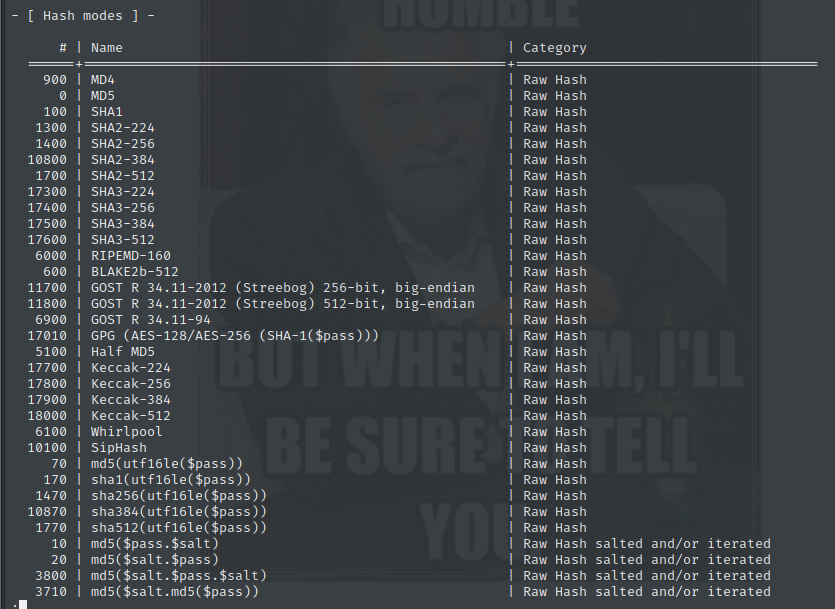 - [ Hash modes ] -
# | Name | Category
======+==================================================+======================================
900 | MD4 | Raw Hash
0 | MD5 | Raw Hash
100 | SHA1 | Raw Hash
1300 | SHA2-224 | Raw Hash
1400 | SHA2-256 | Raw Hash
10800 | SHA2-384 | Raw Hash
1700 | SHA2-512 | Raw Hash
17300 | SHA3-224 | Raw Hash
17400 | SHA3-256 | Raw Hash
17500 | SHA3-384 | Raw Hash
17600 | SHA3-512 | Raw Hash
6000 | RIPEMD-160 | Raw Hash
600 | BLAKE2b-512 | Raw Hash
11700 | GOST R 34.11-2012 (Streebog) 256-bit, big-endian | Raw Hash
11800 | GOST R 34.11-2012 (Streebog) 512-bit, big-endian | Raw Hash
6900 | GOST R 34.11-94 | Raw Hash
17010 | GPG (AES-128/AES-256 (SHA-1($pass))) | Raw Hash
5100 | Half MD5 | Raw Hash
17700 | Keccak-224 | Raw Hash
17800 | Keccak-256 | Raw Hash
17900 | Keccak-384 | Raw Hash
18000 | Keccak-512 | Raw Hash
6100 | Whirlpool | Raw Hash
10100 | SipHash | Raw Hash
70 | md5(utf16le($pass)) | Raw Hash
170 | sha1(utf16le($pass)) | Raw Hash
1470 | sha256(utf16le($pass)) | Raw Hash
10870 | sha384(utf16le($pass)) | Raw Hash
1770 | sha512(utf16le($pass)) | Raw Hash
10 | md5($pass.$salt) | Raw Hash salted and/or iterated
20 | md5($salt.$pass) | Raw Hash salted and/or iterated
3800 | md5($salt.$pass.$salt) | Raw Hash salted and/or iterated
3710 | md5($salt.md5($pass)) | Raw Hash salted and/or iterated
:
HUMBLE
BUT WHEN I AM, I'LL
BE SURE TO TELL
YOU